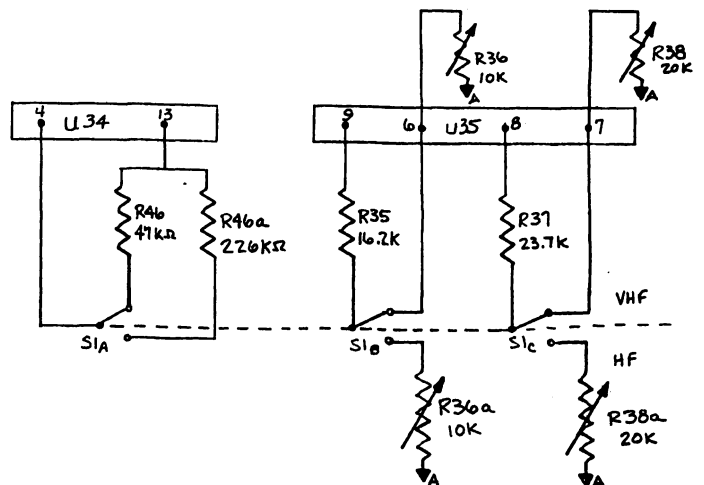 R36
10K
A
R38
20K
A
4
U34
13
9
6
U35
8
7
R46
47KΩ
R46a
226KΩ
R35
16.2K
R37
23.7K
VHF
S1A
S1B
S1C
HF
R36a
10K
A
R38a
20K
A